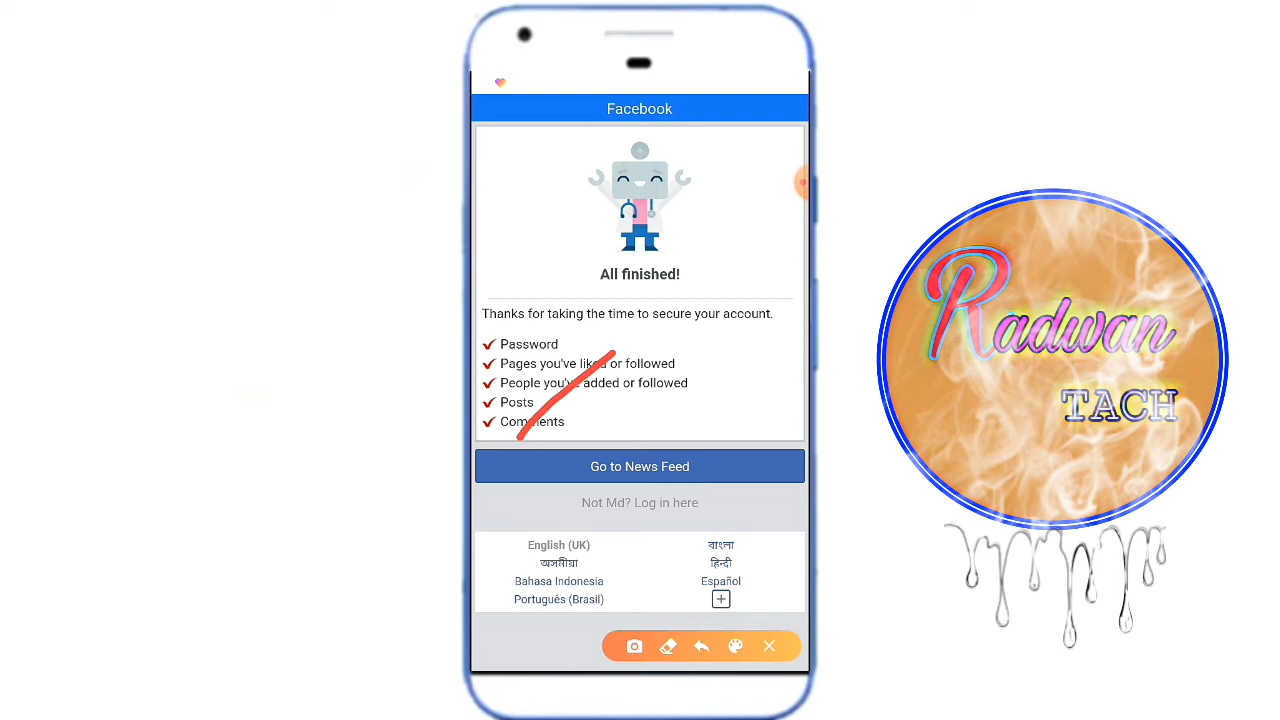 Facebook
All finished!
Thanks for taking the time to secure your account.
Password
Pages you've liked or followed
People you've added or followed
Posts
Comments
Go to News Feed
Not Md? Log in here
English (UK)
বাংলা
অসমীয়া
हिन्दी
Bahasa Indonesia
Español
Português (Brasil)
Radwan
TACH